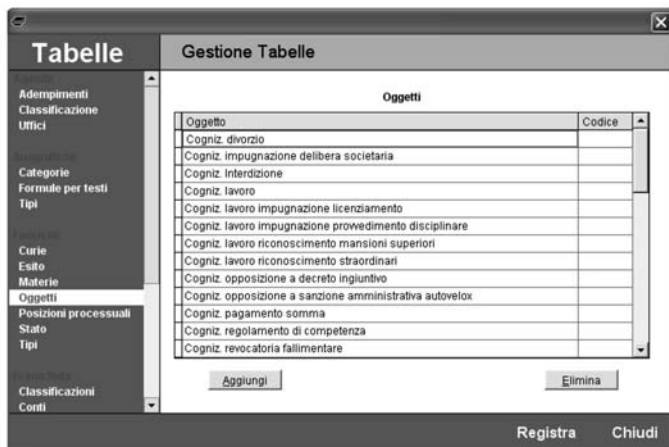 Tabelle
Gestione Tabelle
Adempimenti
Classificazione
Uffici
Categorie
Formule per testi
Tipi
Curie
Esito
Materie
Oggetti
Posizioni processuali
Stato
Tipi
Classificazioni
Conti
Oggetti
Oggetto Codice
Cogniz. divorzio
Cogniz. impugnazione delibera societaria
Cogniz. Interdizione
Cogniz. lavoro
Cogniz. lavoro impugnazione licenziamento
Cogniz. lavoro impugnazione provvedimento disciplinare
Cogniz. lavoro riconoscimento mansioni superiori
Cogniz. lavoro riconoscimento straordinari
Cogniz. opposizione a decreto ingiuntivo
Cogniz. opposizione a sanzione amministrativa autovelox
Cogniz. pagamento somma
Cogniz. regolamento di competenza
Cogniz. revocatoria fallimentare
Aggiungi Elimina
Registra Chiudi